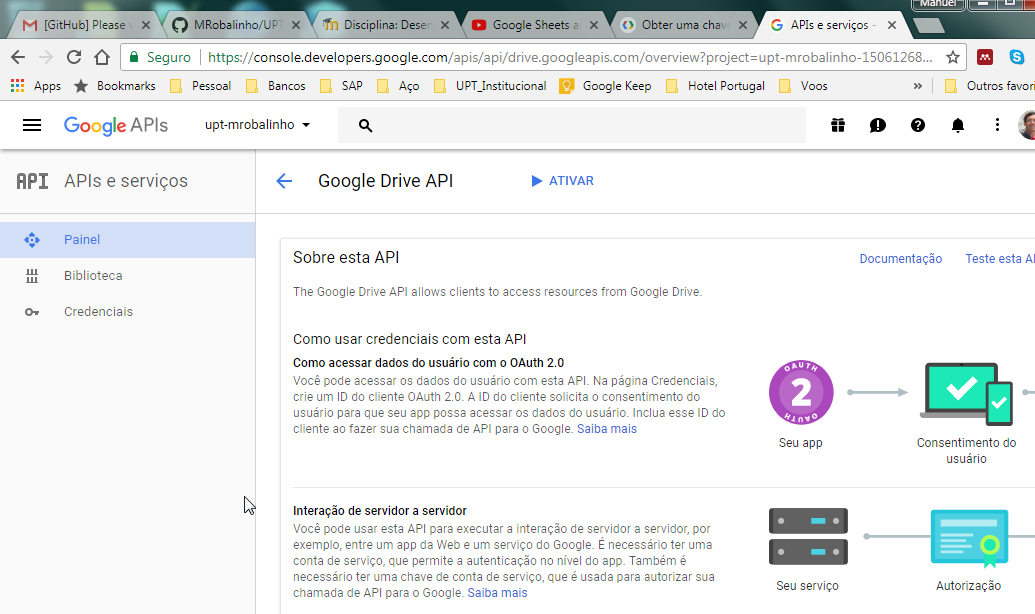 Manuel
[GitHub] Please v
MRobalinho/UPT
Disciplina: Deser
Google Sheets a
Obter uma chave
APIs e serviços -
Seguro
https://console.developers.google.com/apis/api/drive.googleapis.com/overview?project=upt-mrobalinho-15061268...
Apps
Bookmarks
Pessoal
Bancos
SAP
Aço
UPT_Institucional
Google Keep
Hotel Portugal
Voos
»
Outros favori
Google APIs
upt-mrobalinho
API
APIs e serviços
Google Drive API
ATIVAR
Painel
Biblioteca
Credenciais
Sobre esta API
Documentação
Teste esta AP
The Google Drive API allows clients to access resources from Google Drive.
Como usar credenciais com esta API
Como acessar dados do usuário com o OAuth 2.0
Você pode acessar os dados do usuário com esta API. Na página Credenciais,
crie um ID do cliente OAuth 2.0. A ID do cliente solicita o consentimento do
usuário para que seu app possa acessar os dados do usuário. Inclua esse ID do
cliente ao fazer sua chamada de API para o Google. Saiba mais
OAUTH
2
OAUTH
Seu app
Consentimento do
usuário
Interação de servidor a servidor
Você pode usar esta API para executar a interação de servidor a servidor, por
exemplo, entre um app da Web e um serviço do Google. É necessário ter uma
conta de serviço, que permite a autenticação no nível do app. Também é
necessário ter uma chave de conta de serviço, que é usada para autorizar sua
chamada de API para o Google. Saiba mais
Seu serviço
Autorização